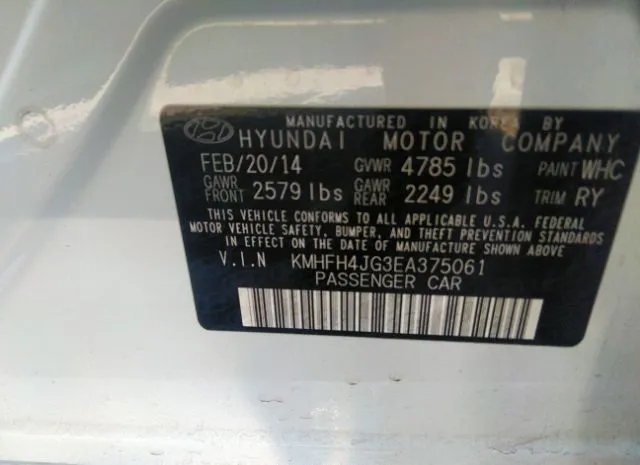 MANUFACTURED IN KOREA BY
HYUNDAI MOTOR COMPANY
FEB/20/14 GVWR 4785 lbs PAINT WHC
GAWR FRONT 2579 lbs GAWR REAR 2249 lbs TRIM RY
THIS VEHICLE CONFORMS TO ALL APPLICABLE U.S.A. FEDERAL
MOTOR VEHICLE SAFETY, BUMPER, AND THEFT PREVENTION STANDARDS
IN EFFECT ON THE DATE OF MANUFACTURE SHOWN ABOVE
V.I.N KMHFH4JG3EA375061
PASSENGER CAR